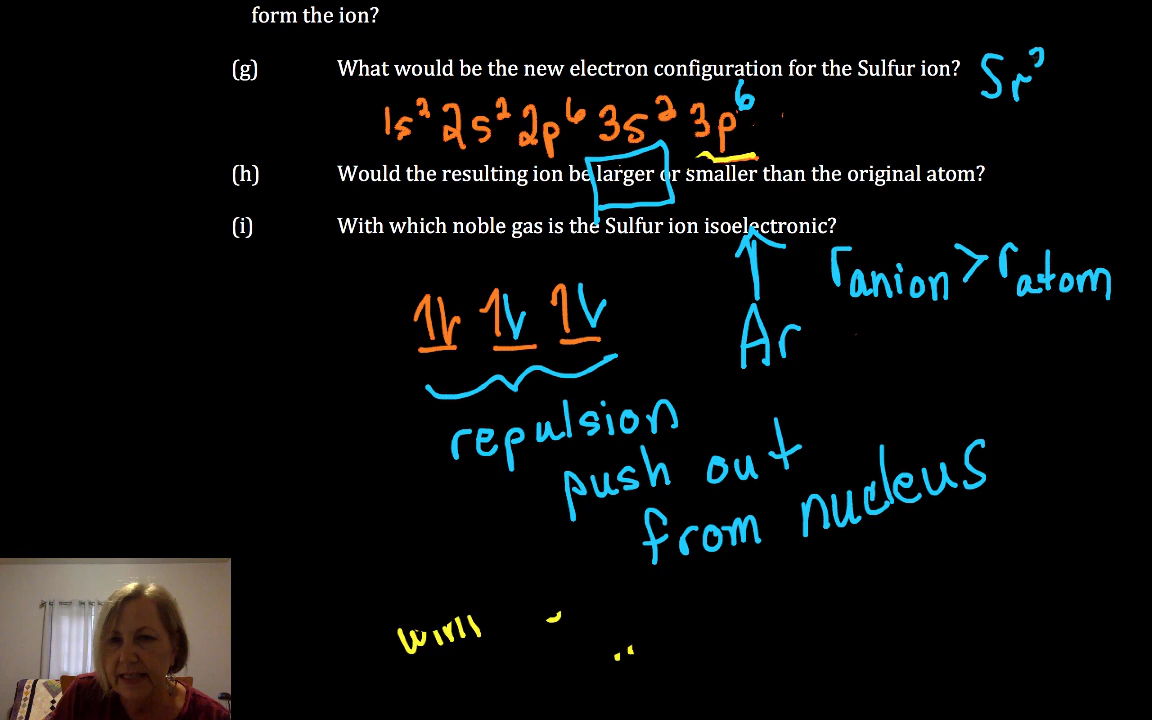 form the ion?
(g) What would be the new electron configuration for the Sulfur ion?
1s² 2s² 2p⁶ 3s² 3p⁶
(h) Would the resulting ion be larger or smaller than the original atom?
(i) With which noble gas is the Sulfur ion isoelectronic?
r anion > r atom
Ar
repulsion
push out
from nucleus